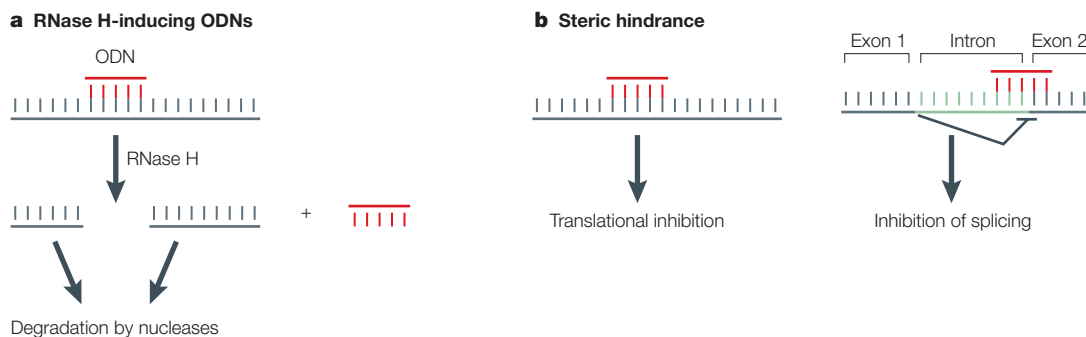 a RNase H-inducing ODNs
ODN
RNase H
+
Degradation by nucleases
b Steric hindrance
Translational inhibition
Exon 1 Intron Exon 2
Inhibition of splicing